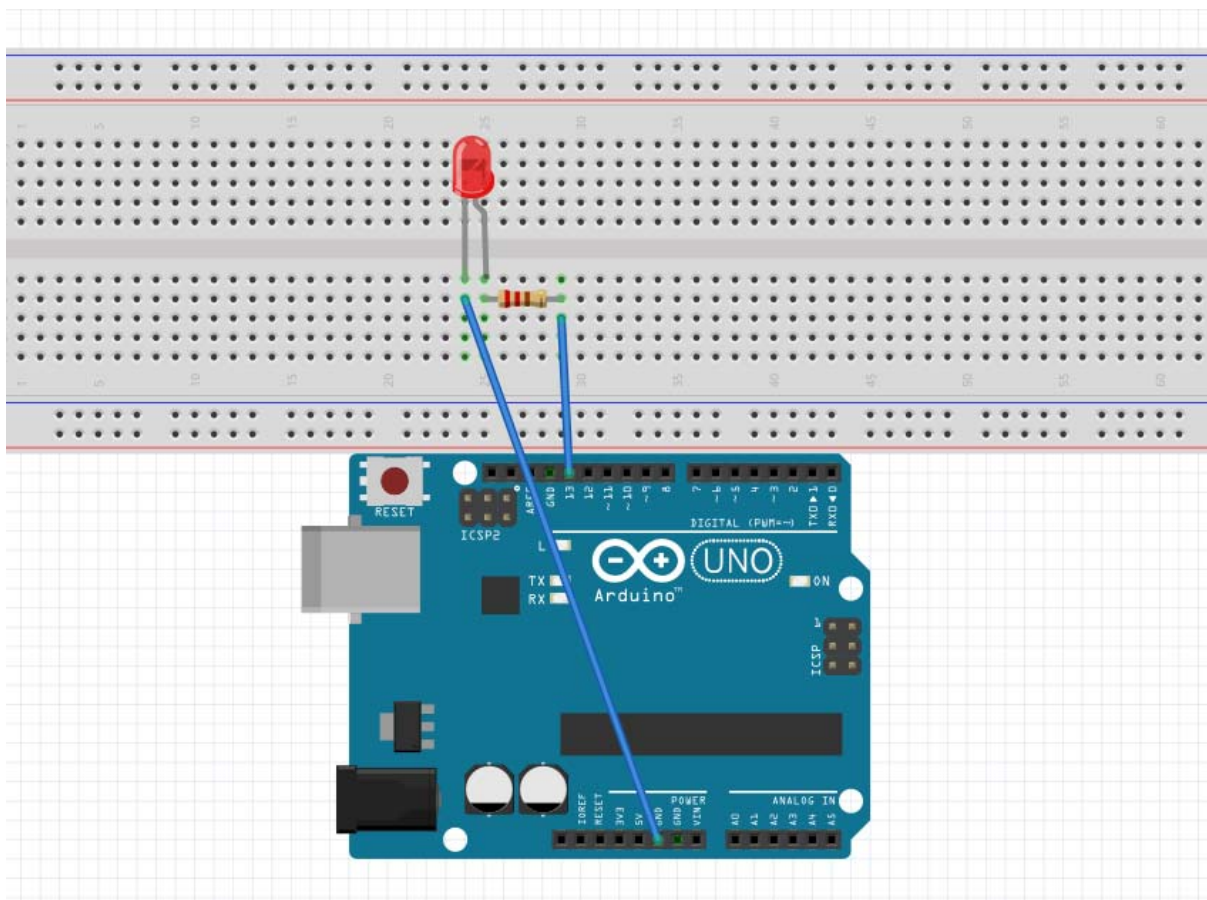 1 5 10 15 20 25 30 35 40 45 50 55 60
1 5 10 15 20 25 30 35 40 45 50 55 60
RESET
ICSP2
AREF
GND
13
12
~11
~10
~9
8
7
~6
~5
4
~3
2
TXD▶1
RXD◀0
DIGITAL (PWM=~)
L
TX
RX
Arduino™
UNO
ON
1
ICSP
IOREF
RESET
3V3
5V
GND
GND
VIN
POWER
ANALOG IN
A0
A1
A2
A3
A4
A5